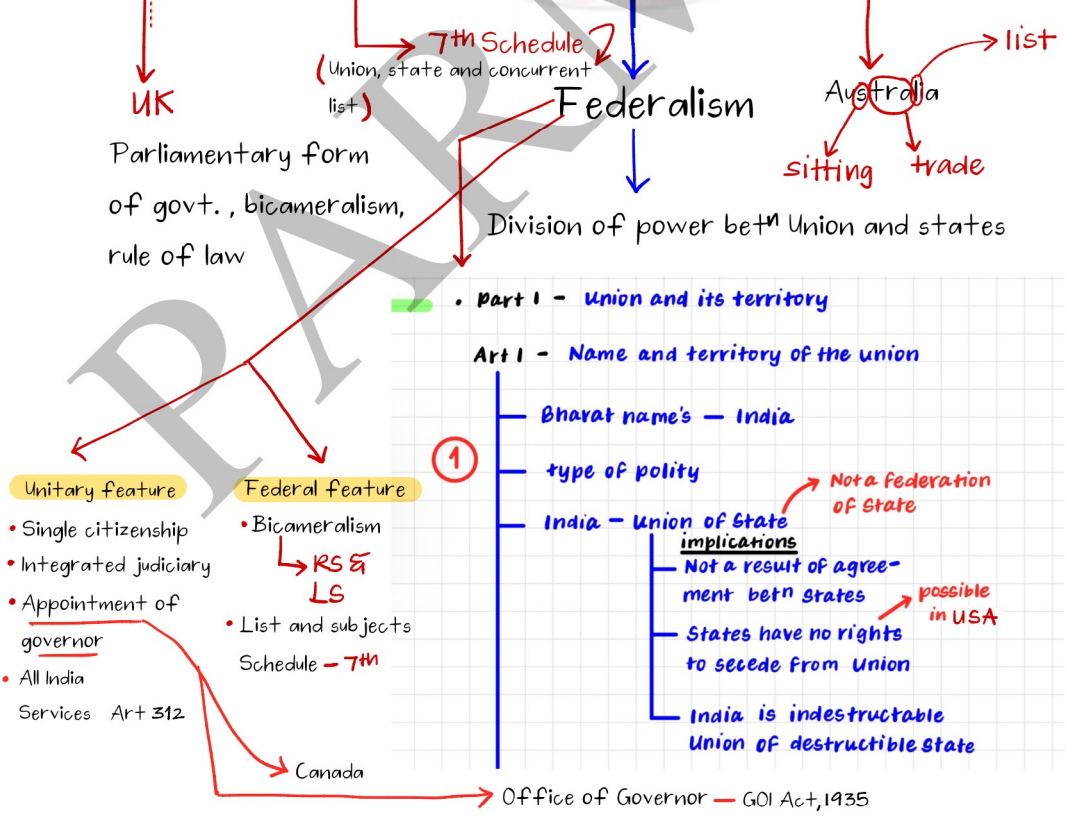 7th Schedule
(Union, state and concurrent
list)
list
UK
Federalism
Australia
sitting
trade
Parliamentary form
of govt., bicameralism,
rule of law
Division of power betn Union and states
• Part 1 - Union and its territory
Art 1 - Name and territory of the union
Bharat name's — India
1
type of polity
India - Union of State
Not a federation
of State
implications
Not a result of agree-
ment betn States
States have no rights
to secede from Union
possible
in USA
India is indestructable
Union of destructible State
Unitary feature
• Single citizenship
• Integrated judiciary
• Appointment of
governor
• All India
Services Art 312
Federal feature
• Bicameralism
RS &
LS
• List and subjects
Schedule - 7th
Canada
Office of Governor — GOI Act, 1935
PARM